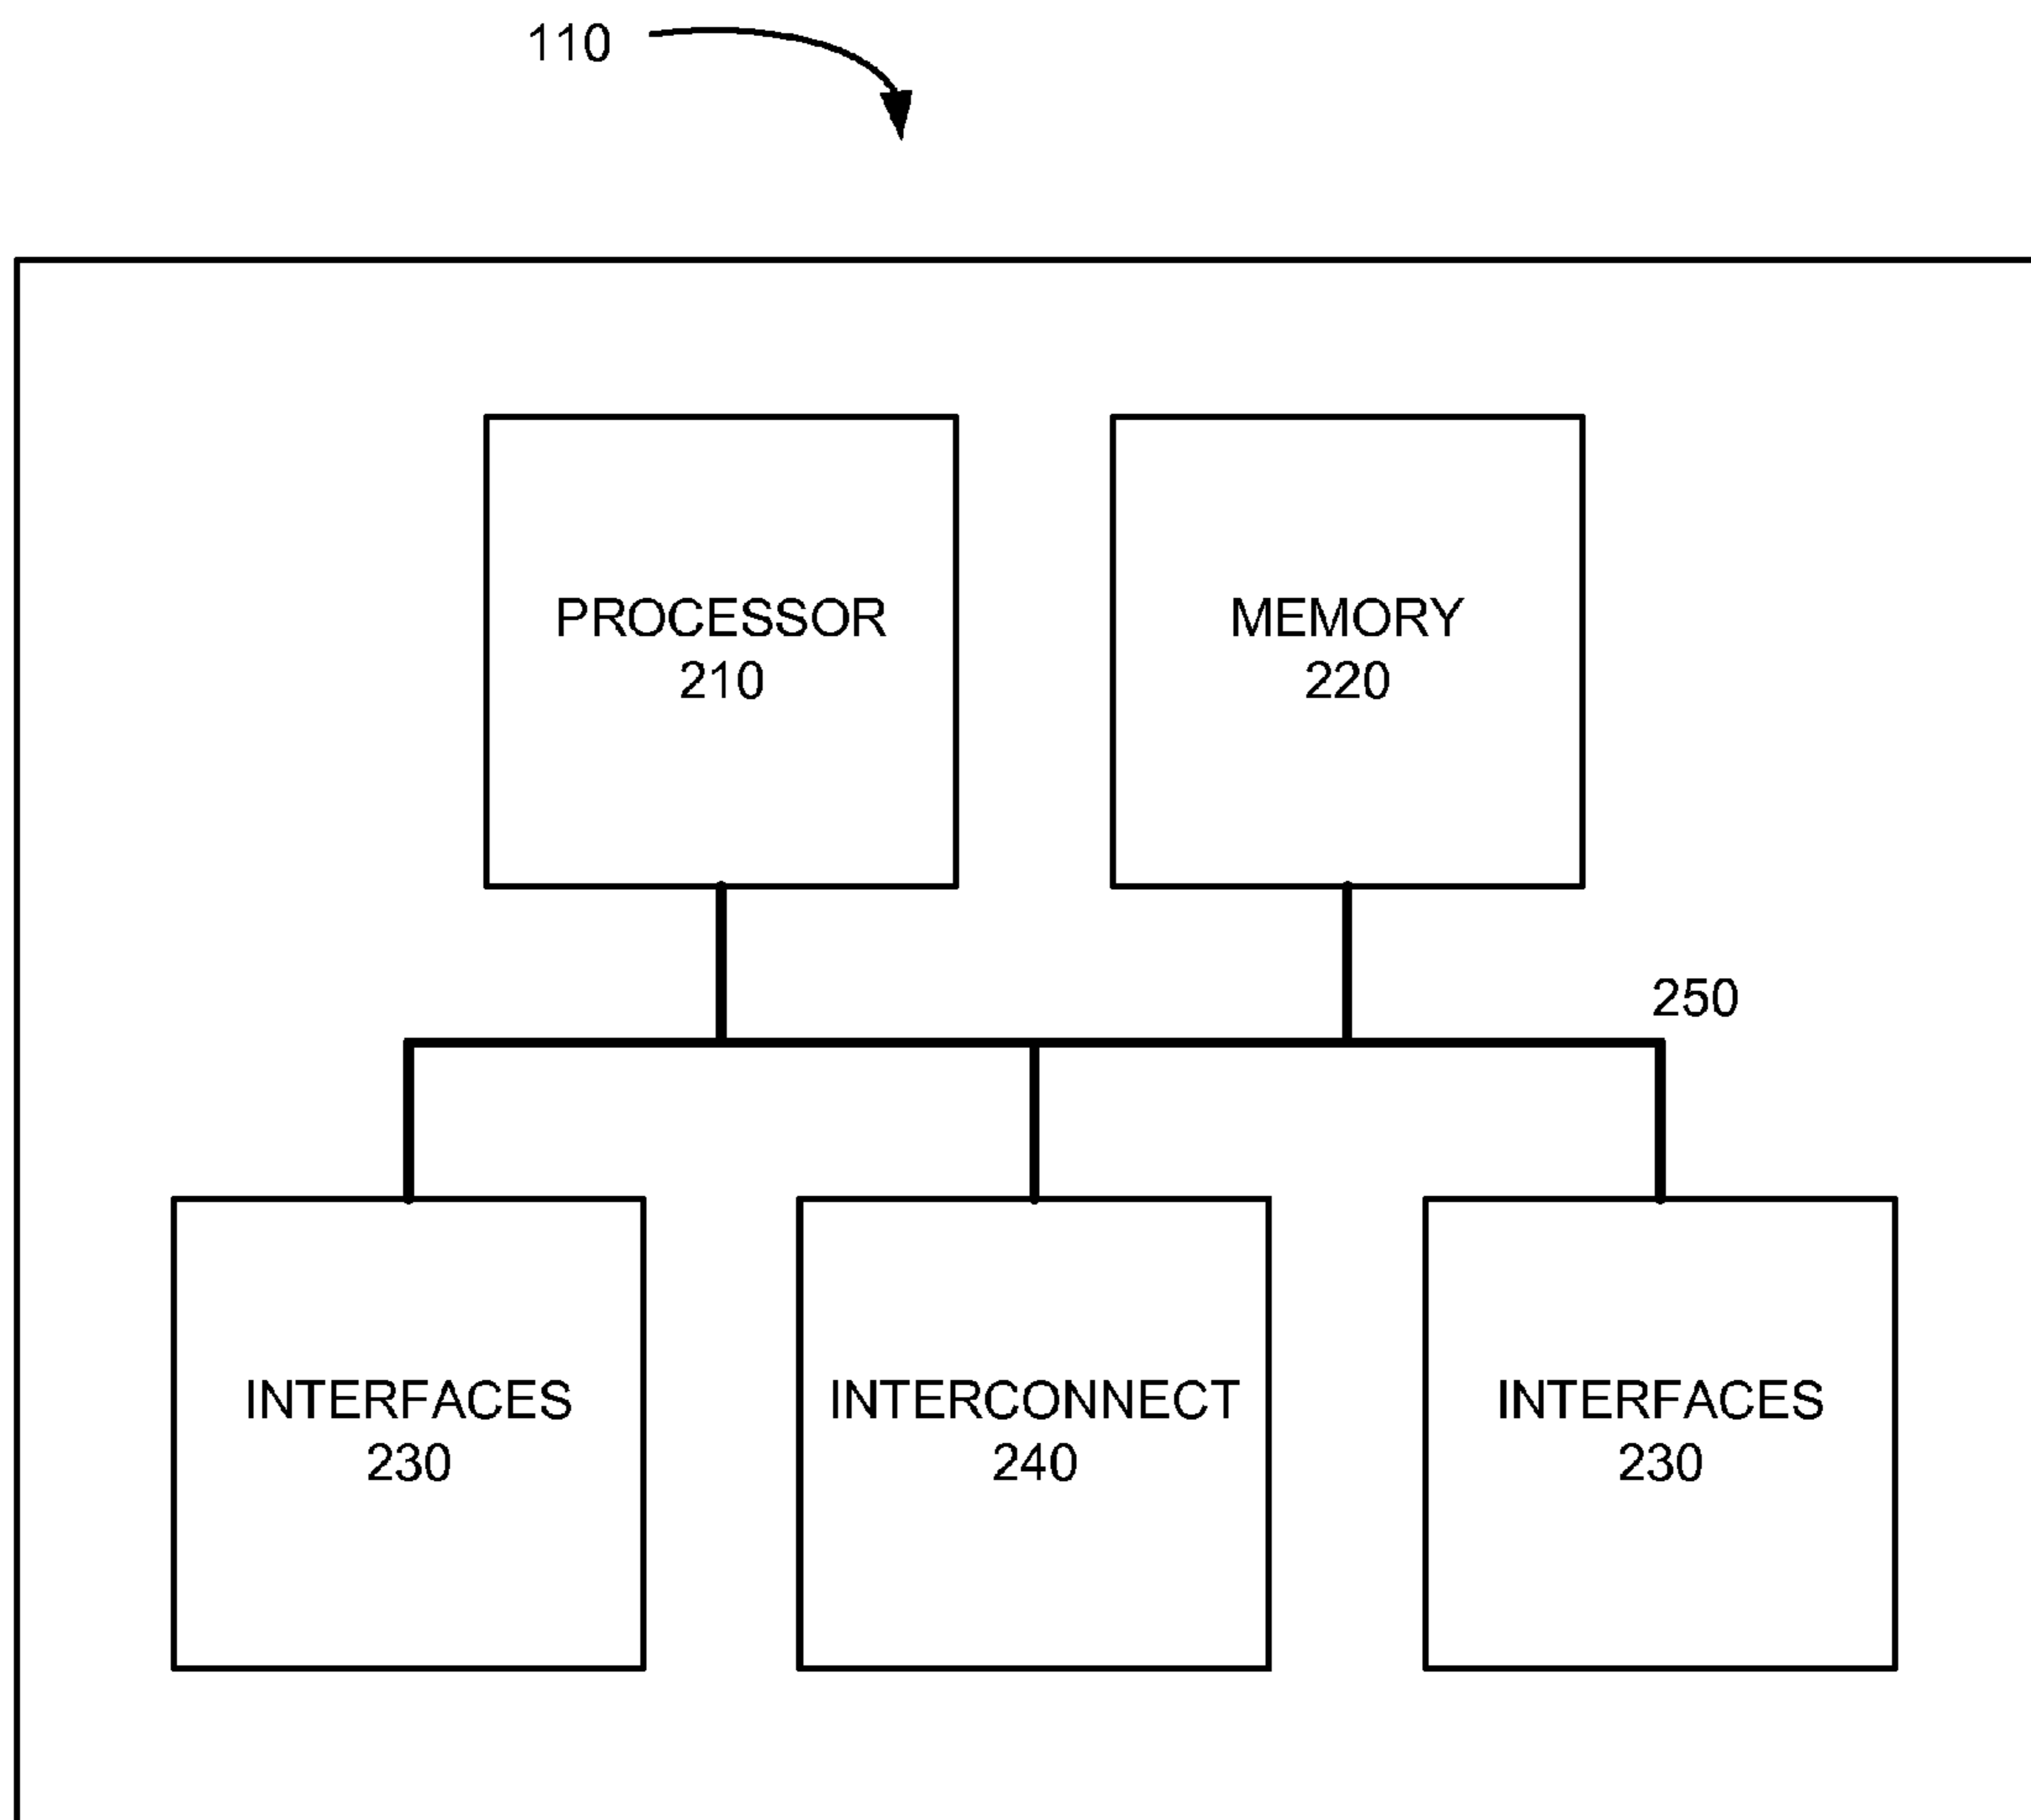 110
PROCESSOR
210
MEMORY
220
250
INTERFACES
230
INTERCONNECT
240
INTERFACES
230